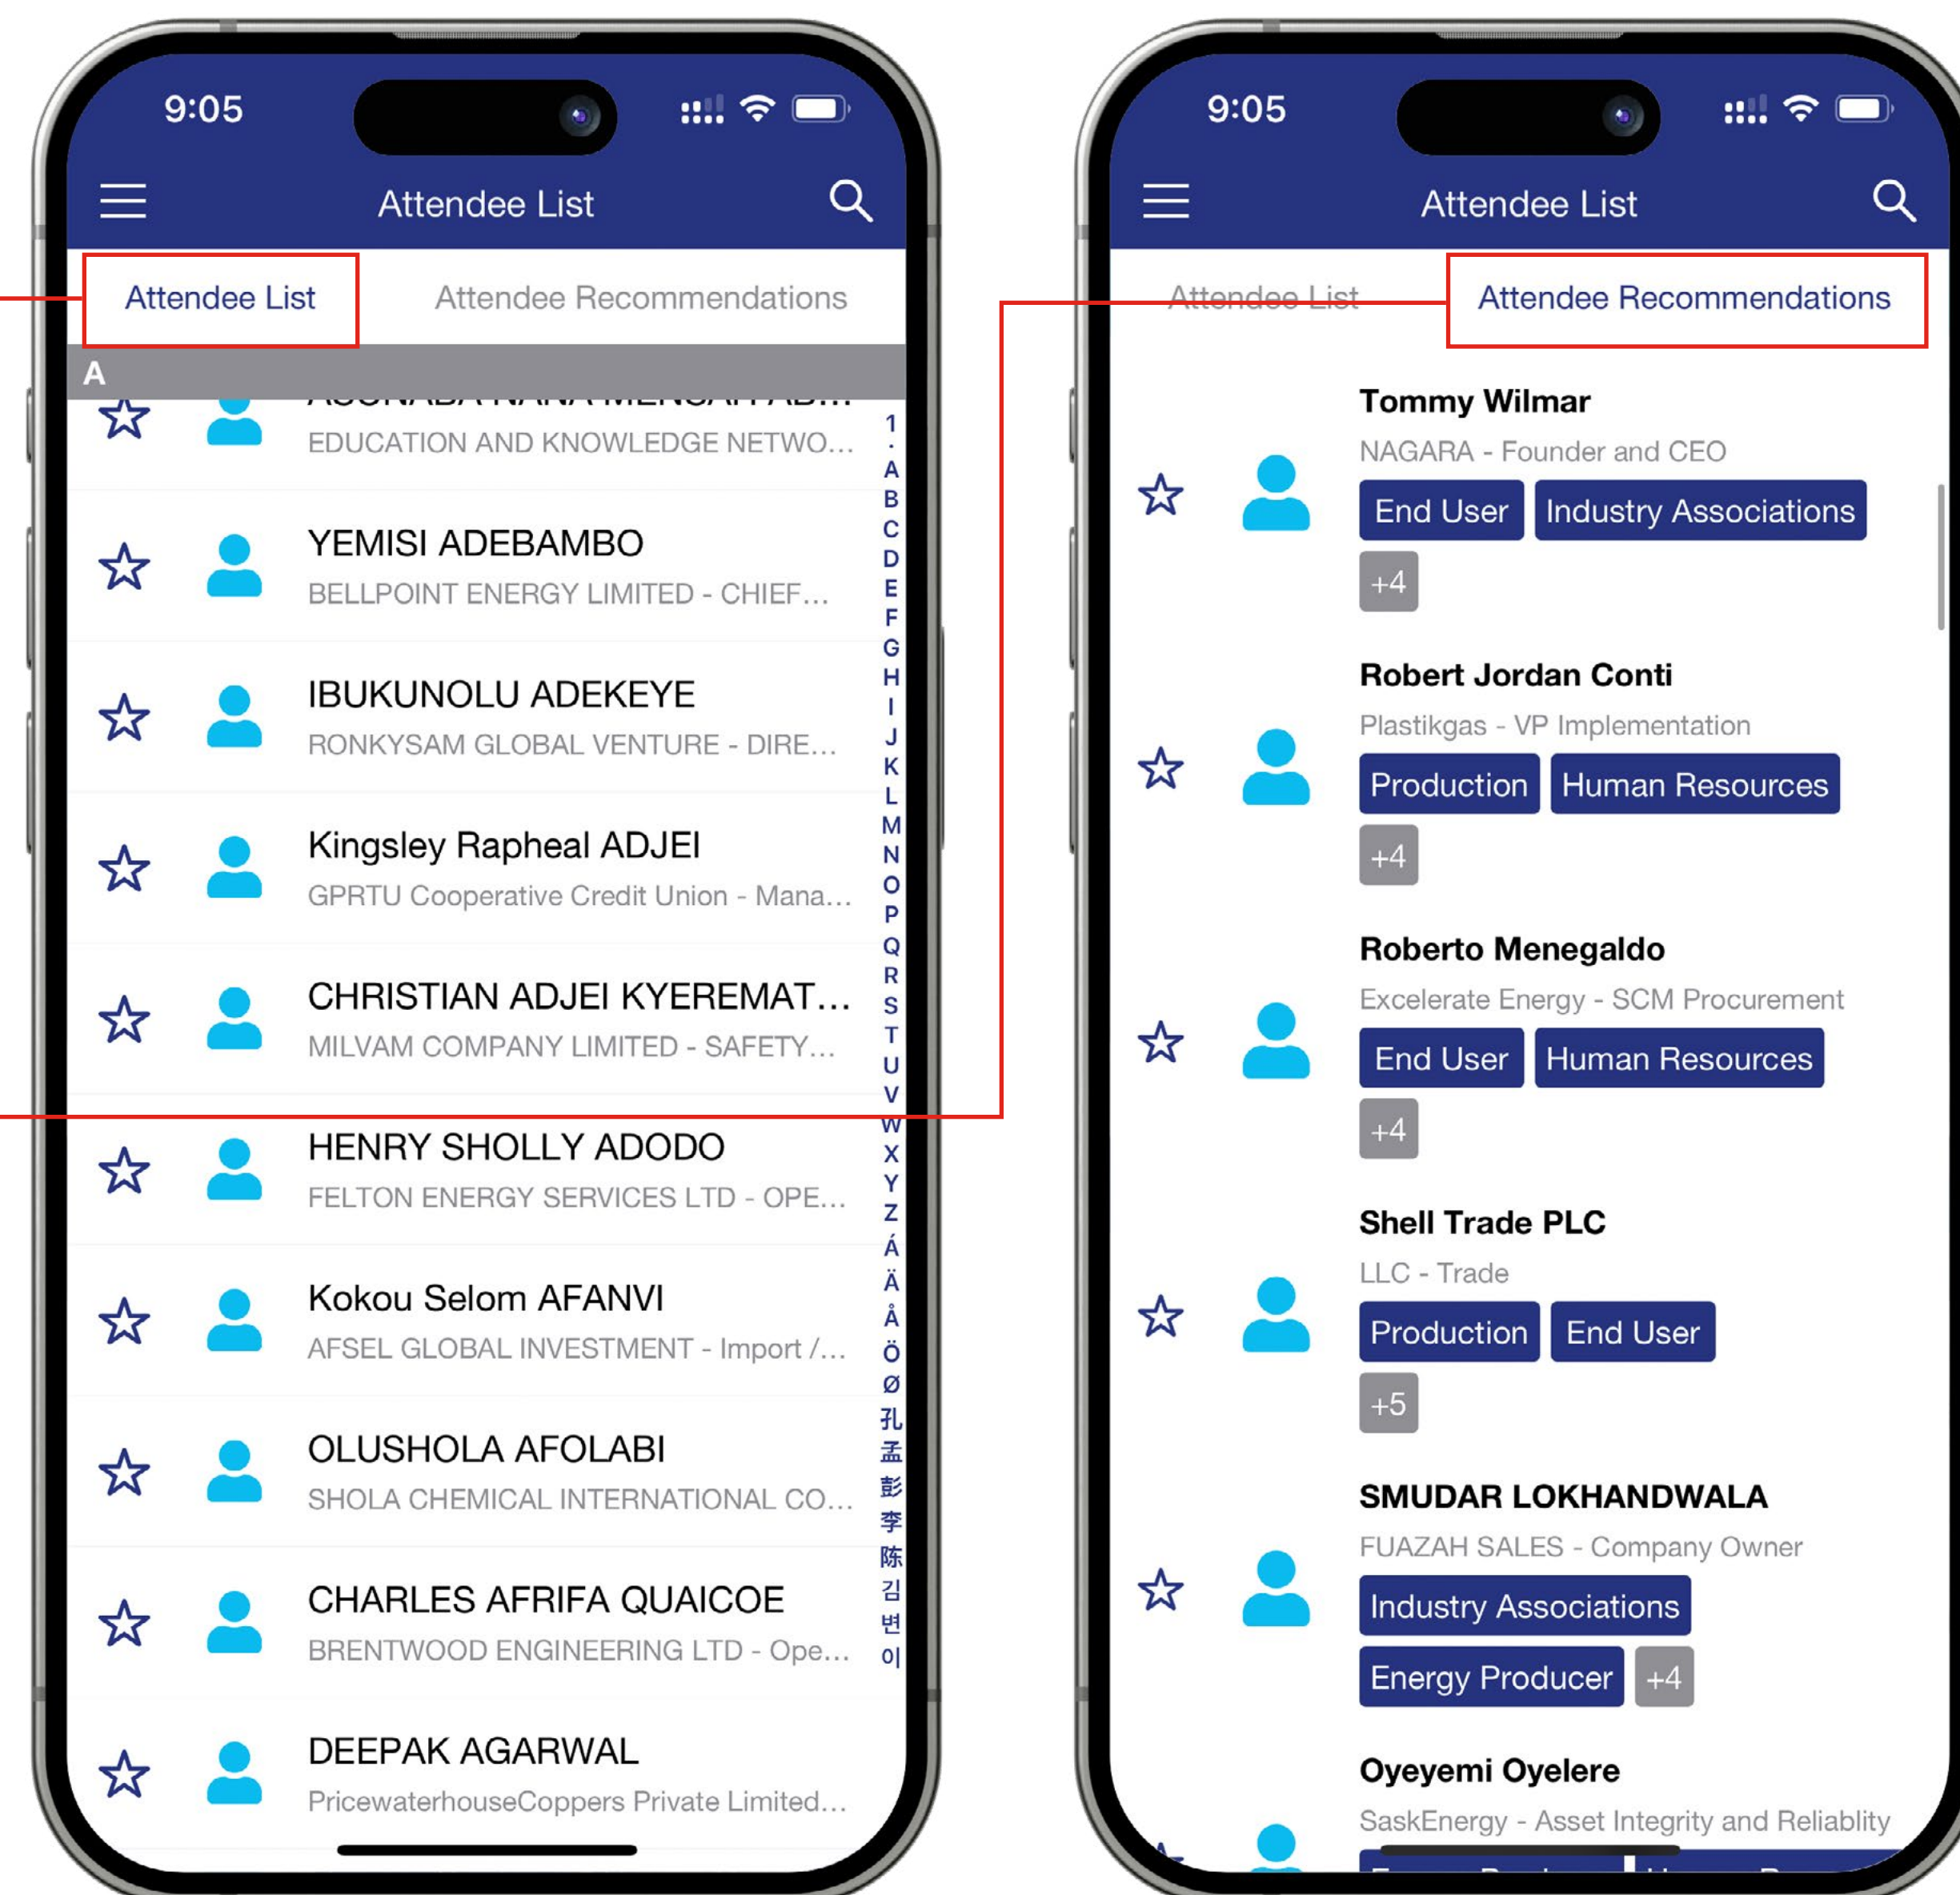 9:05
Attendee List
Attendee List
Attendee Recommendations
A
EDUCATION AND KNOWLEDGE NETWO...
YEMISI ADEBAMBO
BELLPOINT ENERGY LIMITED - CHIEF...
IBUKUNOLU ADEKEYE
RONKYSAM GLOBAL VENTURE - DIRE...
Kingsley Rapheal ADJEI
GPRTU Cooperative Credit Union - Mana...
CHRISTIAN ADJEI KYEREMAT...
MILVAM COMPANY LIMITED - SAFETY...
HENRY SHOLLY ADODO
FELTON ENERGY SERVICES LTD - OPE...
Kokou Selom AFANVI
AFSEL GLOBAL INVESTMENT - Import /...
OLUSHOLA AFOLABI
SHOLA CHEMICAL INTERNATIONAL CO...
CHARLES AFRIFA QUAICOE
BRENTWOOD ENGINEERING LTD - Ope...
DEEPAK AGARWAL
PricewaterhouseCoppers Private Limited...
1
·
A
B
C
D
E
F
G
H
I
J
K
L
M
N
O
P
Q
R
S
T
U
V
W
X
Y
Z
Á
Ä
Å
Ö
Ø
孔
孟
彭
李
陈
김
변
이
9:05
Attendee List
Attendee List
Attendee Recommendations
Tommy Wilmar
NAGARA - Founder and CEO
End User Industry Associations
+4
Robert Jordan Conti
Plastikgas - VP Implementation
Production Human Resources
+4
Roberto Menegaldo
Excelerate Energy - SCM Procurement
End User Human Resources
+4
Shell Trade PLC
LLC - Trade
Production End User
+5
SMUDAR LOKHANDWALA
FUAZAH SALES - Company Owner
Industry Associations
Energy Producer +4
Oyeyemi Oyelere
SaskEnergy - Asset Integrity and Reliablity